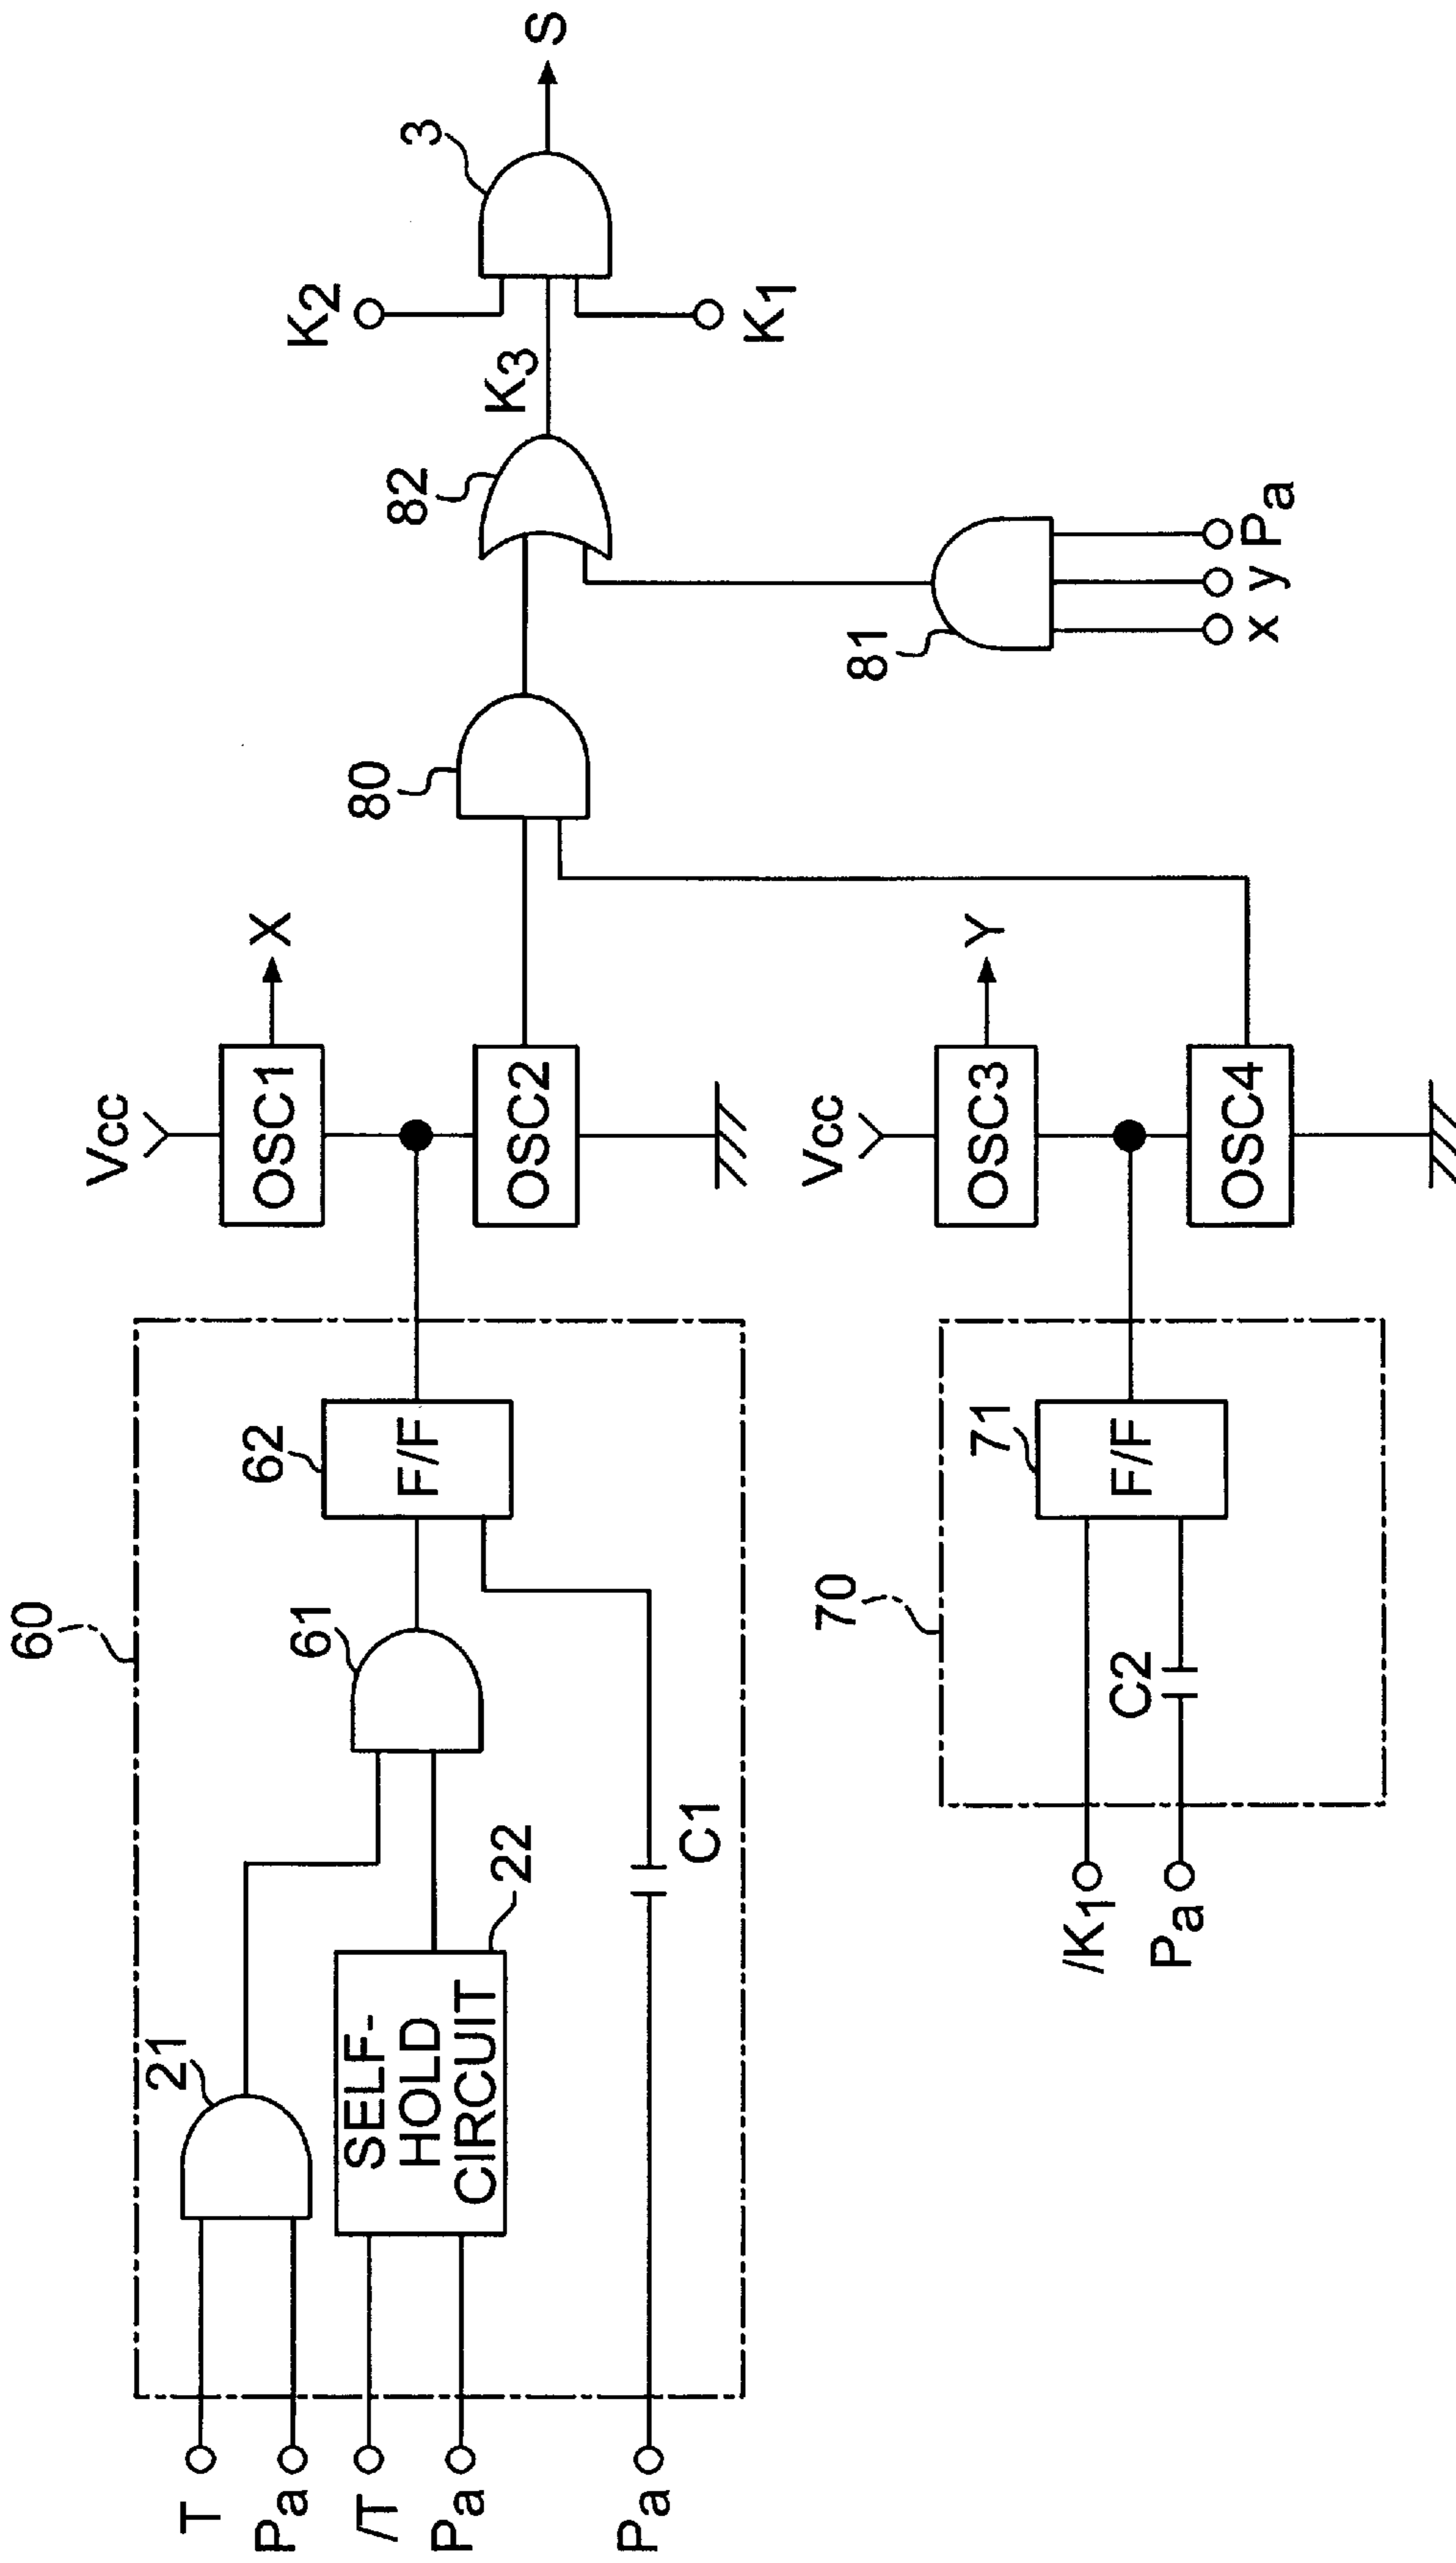 60
T
Pa
21
/T
Pa
SELF-
HOLD
CIRCUIT
22
61
Pa
C1
62
F/F
Vcc
OSC1
X
OSC2
80
82
K3
K2
K1
3
S
70
/K1
Pa
C2
71
F/F
Vcc
OSC3
Y
OSC4
81
x
y
Pa